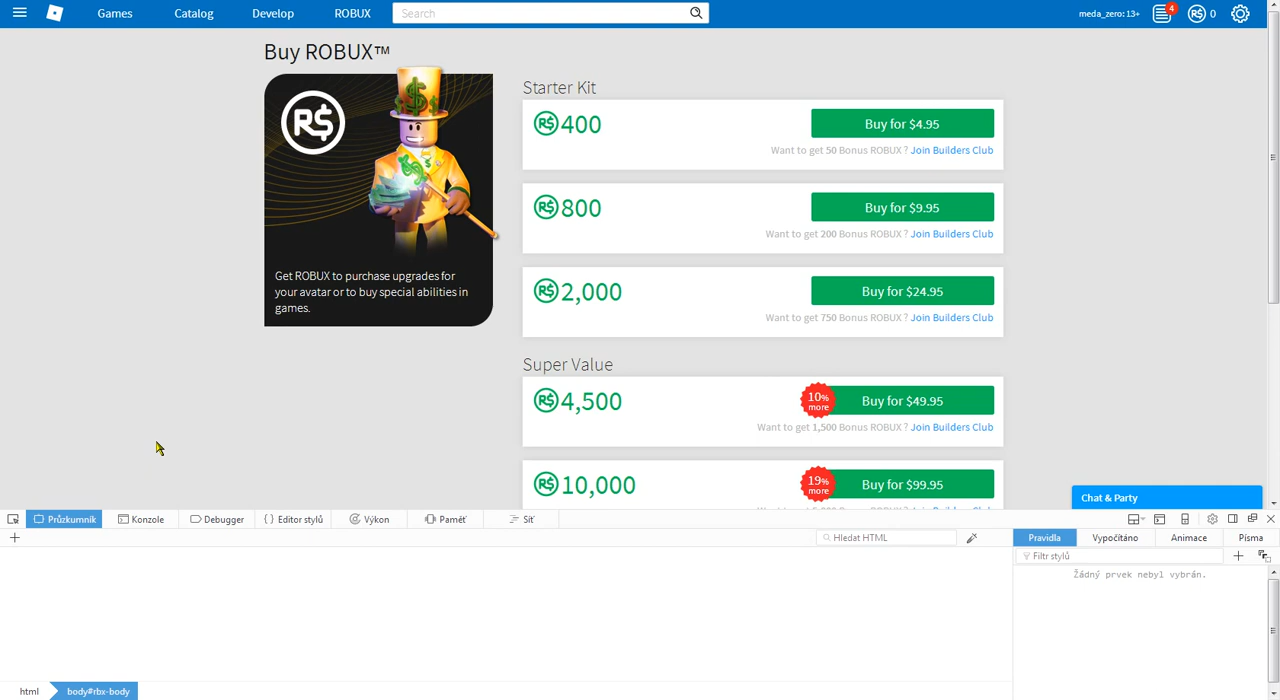 Games Catalog Develop ROBUX Search meda_zero: 13+ 4 R$ 0
Buy ROBUX™
R$
Get ROBUX to purchase upgrades for
your avatar or to buy special abilities in
games.
Starter Kit
R$ 400 Buy for $4.95
Want to get 50 Bonus ROBUX ? Join Builders Club
R$ 800 Buy for $9.95
Want to get 200 Bonus ROBUX ? Join Builders Club
R$ 2,000 Buy for $24.95
Want to get 750 Bonus ROBUX ? Join Builders Club
Super Value
R$ 4,500 10% more Buy for $49.95
Want to get 1,500 Bonus ROBUX ? Join Builders Club
R$ 10,000 19% more Buy for $99.95
Chat & Party
Průzkumník Konzole Debugger { } Editor stylů Výkon Paměť Síť
+ Hledat HTML Pravidla Vypočítáno Animace Písma
Filtr stylů +
Žádný prvek nebyl vybrán.
html body#rbx-body